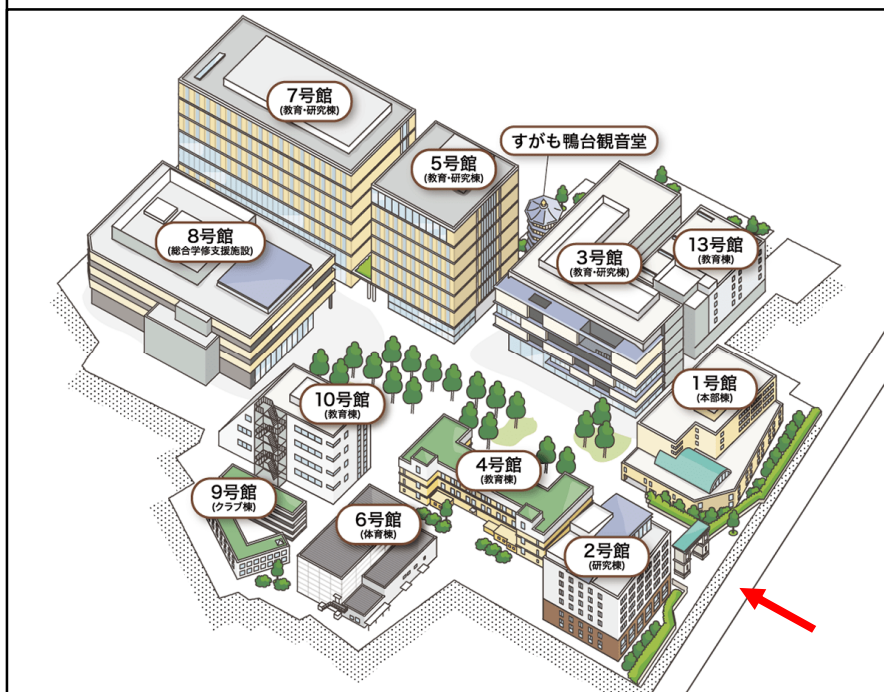 7号館
(教育・研究棟)
5号館
(教育・研究棟)
すがも鴨台観音堂
8号館
(総合学修支援施設)
3号館
(教育・研究棟)
13号館
(教育棟)
1号館
(本部棟)
10号館
(教育棟)
4号館
(教育棟)
9号館
(クラブ棟)
6号館
(体育棟)
2号館
(研究棟)